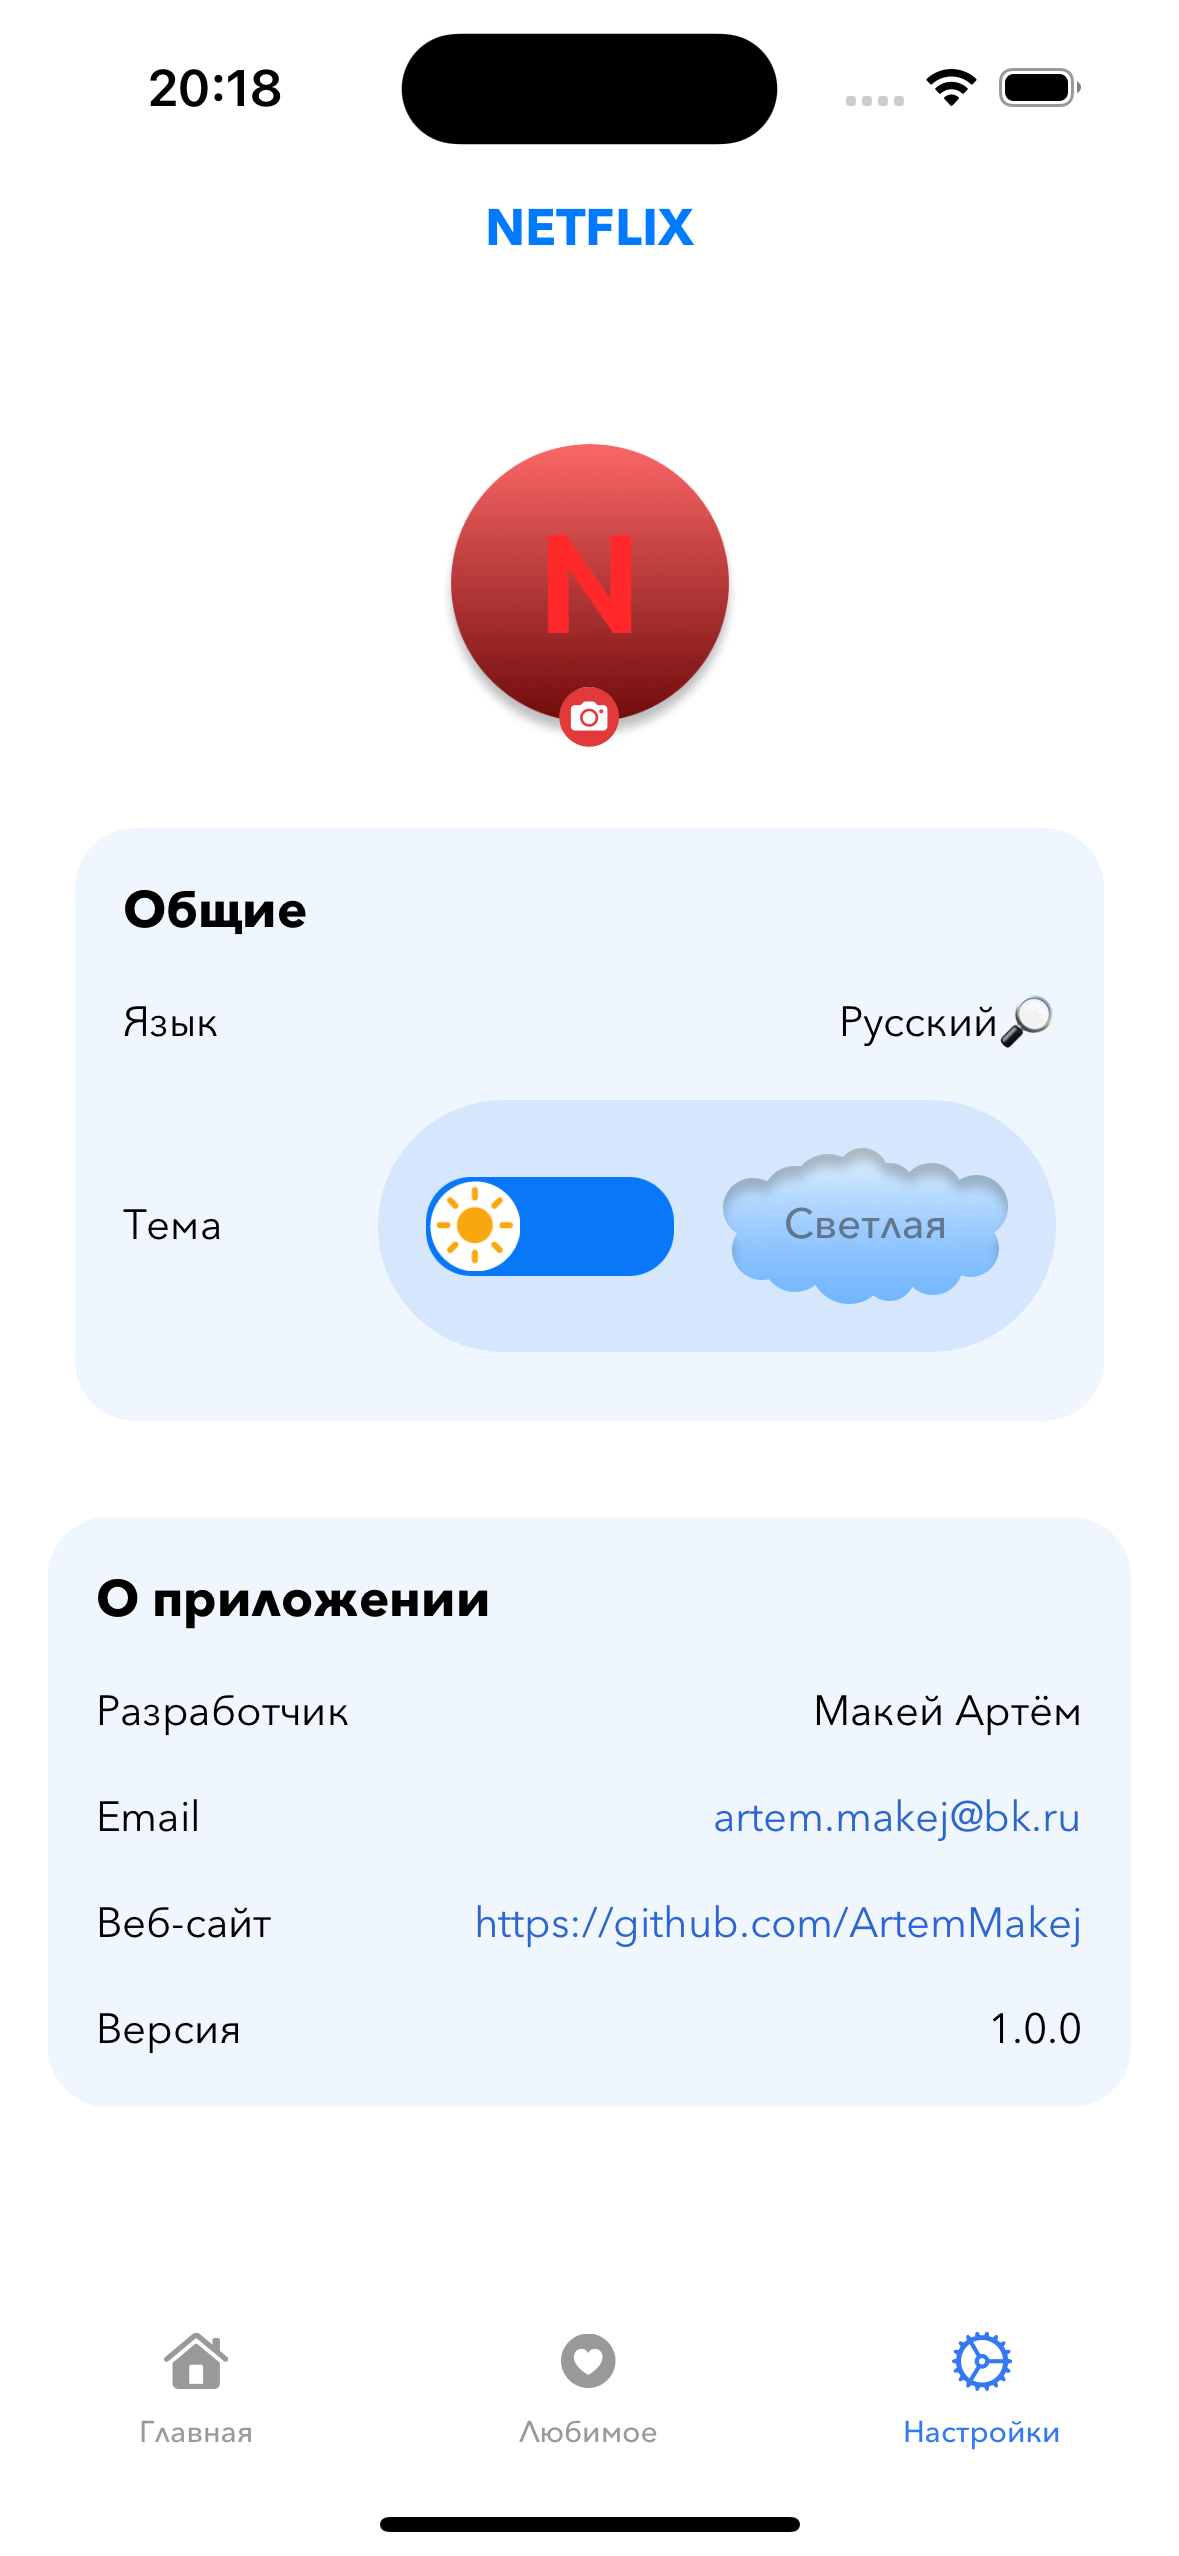 20:18
NETFLIX
N
Общие
Язык Русский
Тема Светлая
О приложении
Разработчик Макей Артём
Email artem.makej@bk.ru
Веб-сайт https://github.com/ArtemMakej
Версия 1.0.0
Главная Любимое Настройки